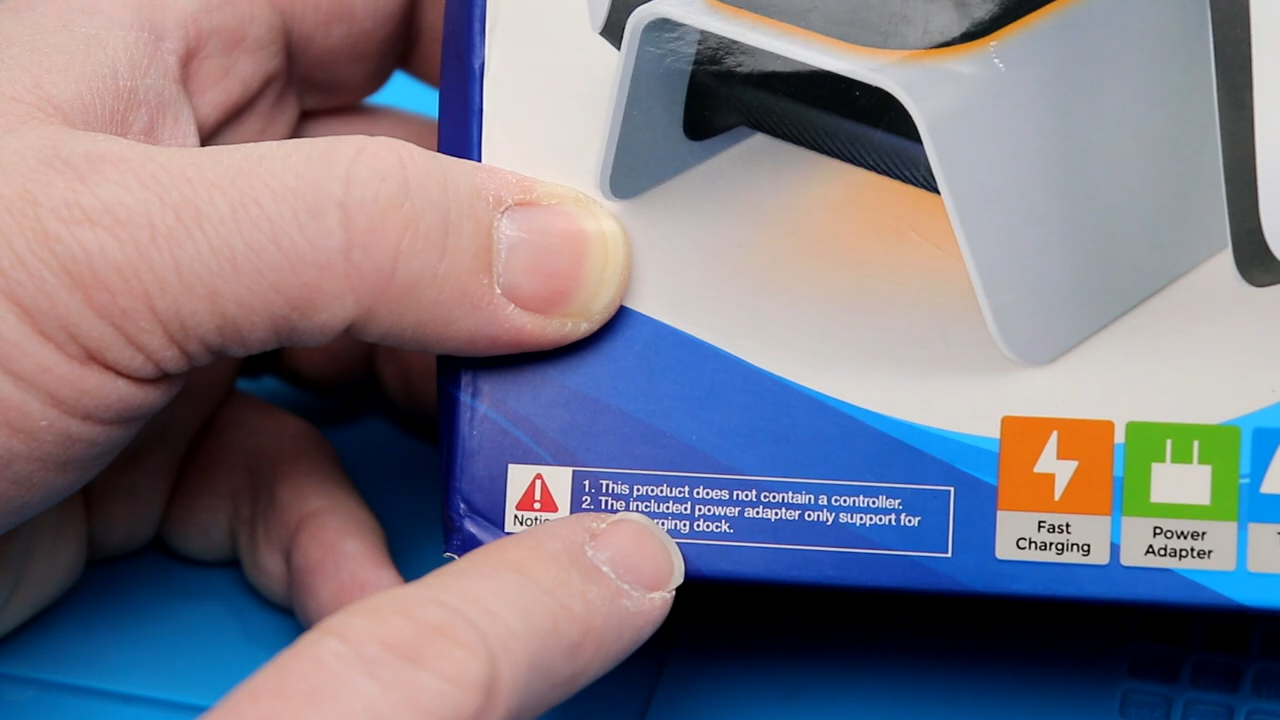 1. This product does not contain a controller.
2. The included power adapter only support for
rging dock.
Fast
Charging
Power
Adapter